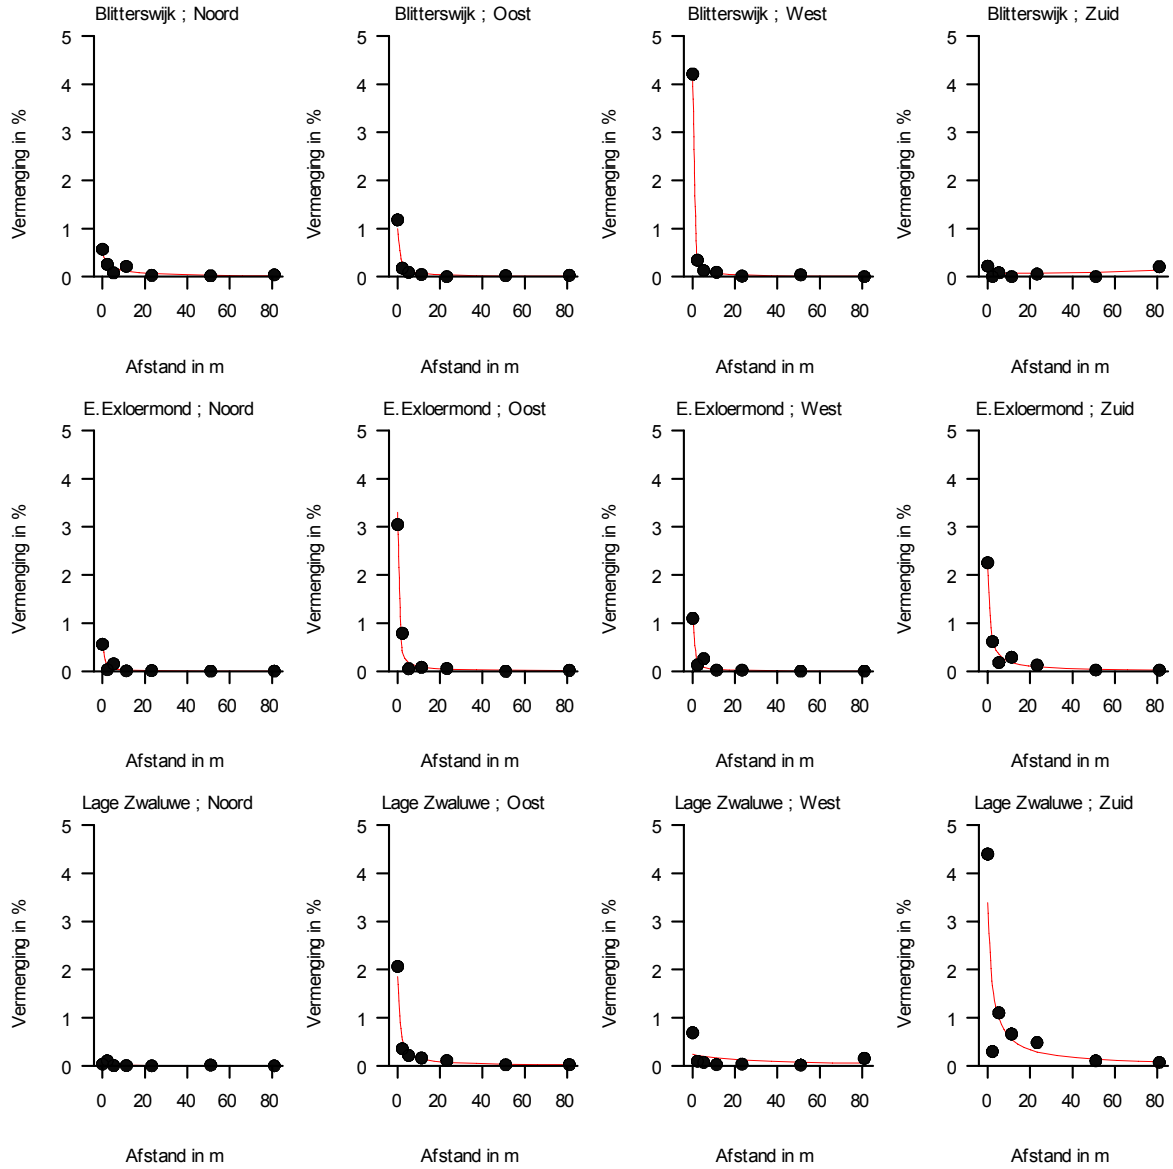 Blitterswijk ; Noord
Blitterswijk ; Oost
Blitterswijk ; West
Blitterswijk ; Zuid
Vermenging in %
5
4
3
2
1
0
0 20 40 60 80
Afstand in m
Vermenging in %
5
4
3
2
1
0
0 20 40 60 80
Afstand in m
Vermenging in %
5
4
3
2
1
0
0 20 40 60 80
Afstand in m
Vermenging in %
5
4
3
2
1
0
0 20 40 60 80
Afstand in m
E.Exloermond ; Noord
E.Exloermond ; Oost
E.Exloermond ; West
E.Exloermond ; Zuid
Vermenging in %
5
4
3
2
1
0
0 20 40 60 80
Afstand in m
Vermenging in %
5
4
3
2
1
0
0 20 40 60 80
Afstand in m
Vermenging in %
5
4
3
2
1
0
0 20 40 60 80
Afstand in m
Vermenging in %
5
4
3
2
1
0
0 20 40 60 80
Afstand in m
Lage Zwaluwe ; Noord
Lage Zwaluwe ; Oost
Lage Zwaluwe ; West
Lage Zwaluwe ; Zuid
Vermenging in %
5
4
3
2
1
0
0 20 40 60 80
Afstand in m
Vermenging in %
5
4
3
2
1
0
0 20 40 60 80
Afstand in m
Vermenging in %
5
4
3
2
1
0
0 20 40 60 80
Afstand in m
Vermenging in %
5
4
3
2
1
0
0 20 40 60 80
Afstand in m